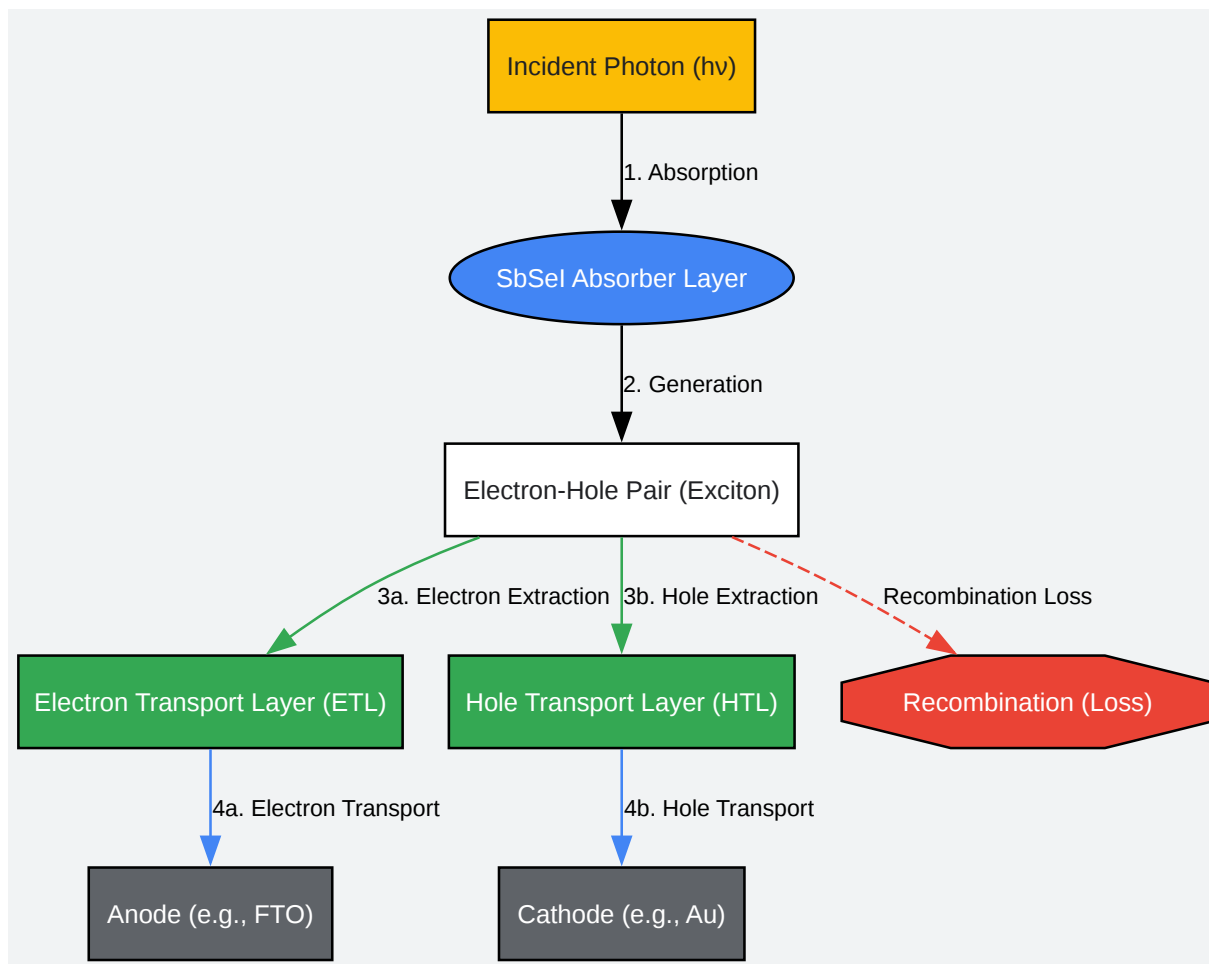 Incident Photon (hν)
1. Absorption
SbSeI Absorber Layer
2. Generation
Electron-Hole Pair (Exciton)
3a. Electron Extraction
3b. Hole Extraction
Recombination Loss
Electron Transport Layer (ETL)
Hole Transport Layer (HTL)
Recombination (Loss)
4a. Electron Transport
4b. Hole Transport
Anode (e.g., FTO)
Cathode (e.g., Au)